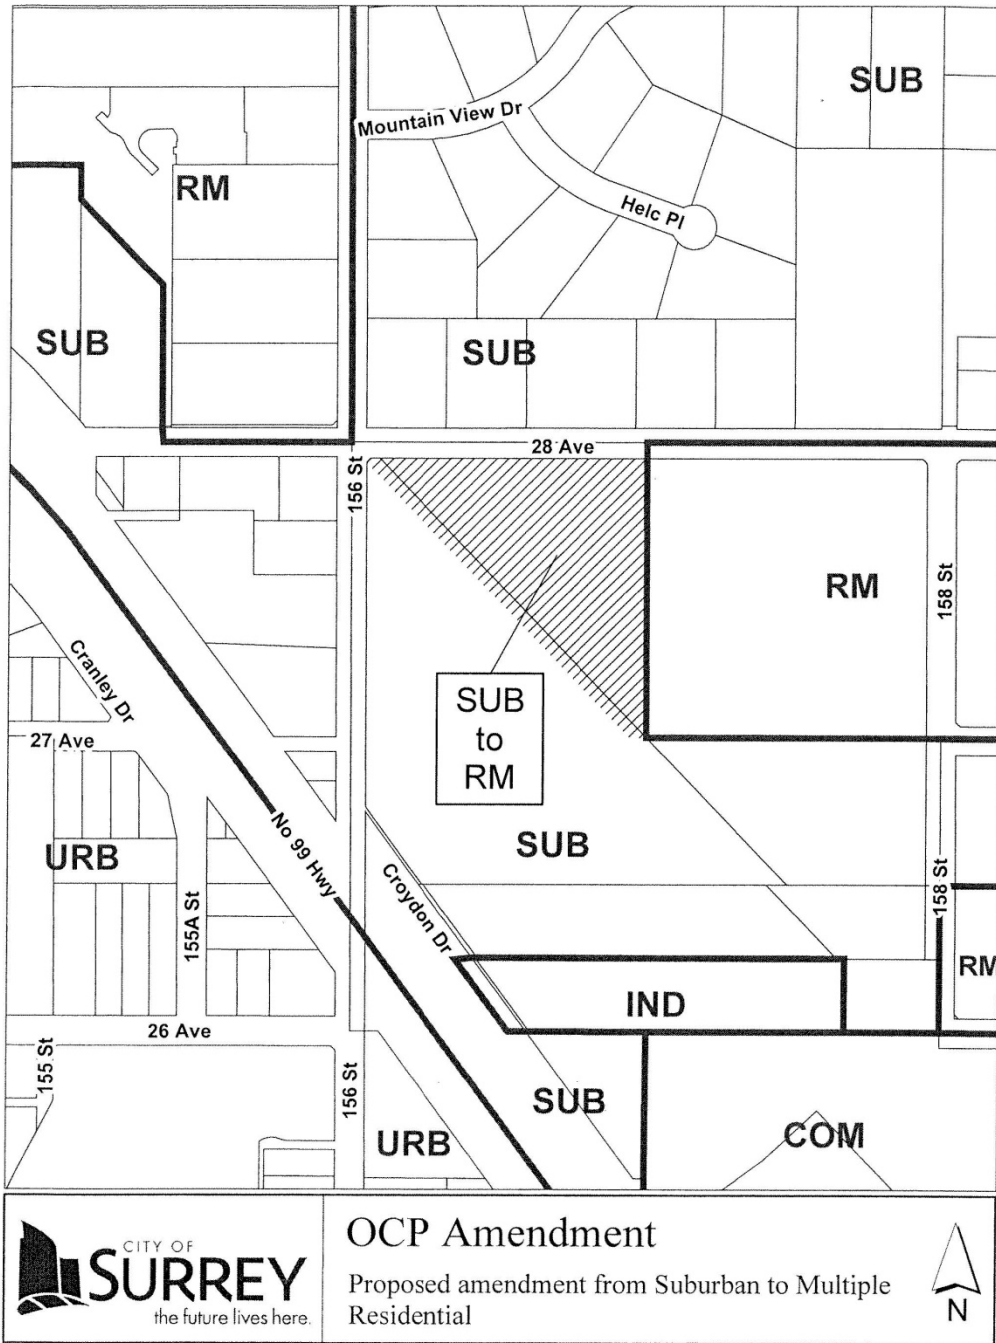 Mountain View Dr
SUB
RM
Helc Pl
SUB
SUB
28 Ave
156 St
RM
158 St
Cranley Dr
SUB
to
RM
27 Ave
No 99 Hwy
SUB
URB
Croydon Dr
155A St
158 St
RM
IND
26 Ave
155 St
156 St
SUB
URB
COM
CITY OF
SURREY
the future lives here.
OCP Amendment
Proposed amendment from Suburban to Multiple
Residential
N